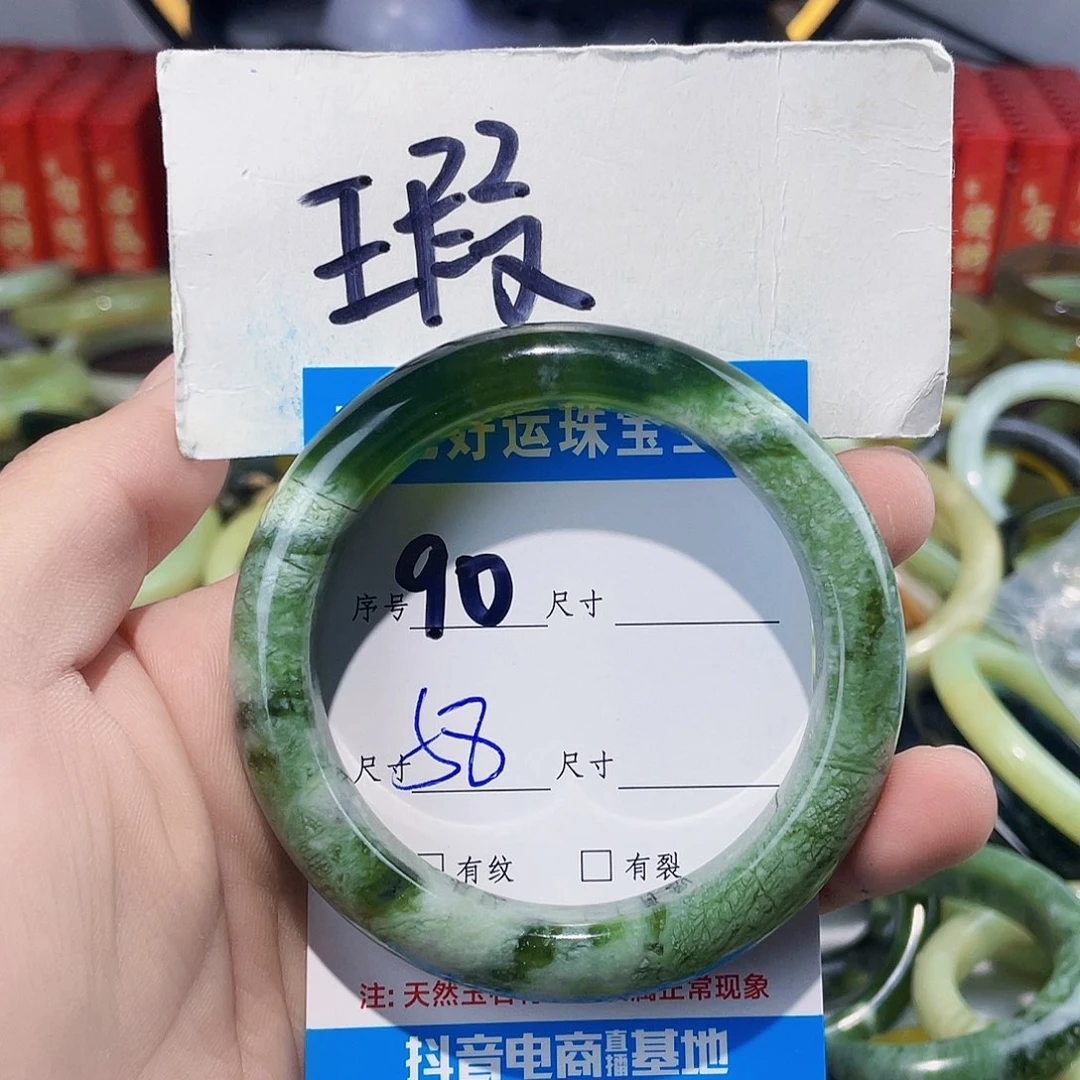 瑕
好运珠宝
序号 90 尺寸
尺寸 58 尺寸
□ 有纹 □ 有裂
注: 天然玉石 正常现象
抖音电商直播基地